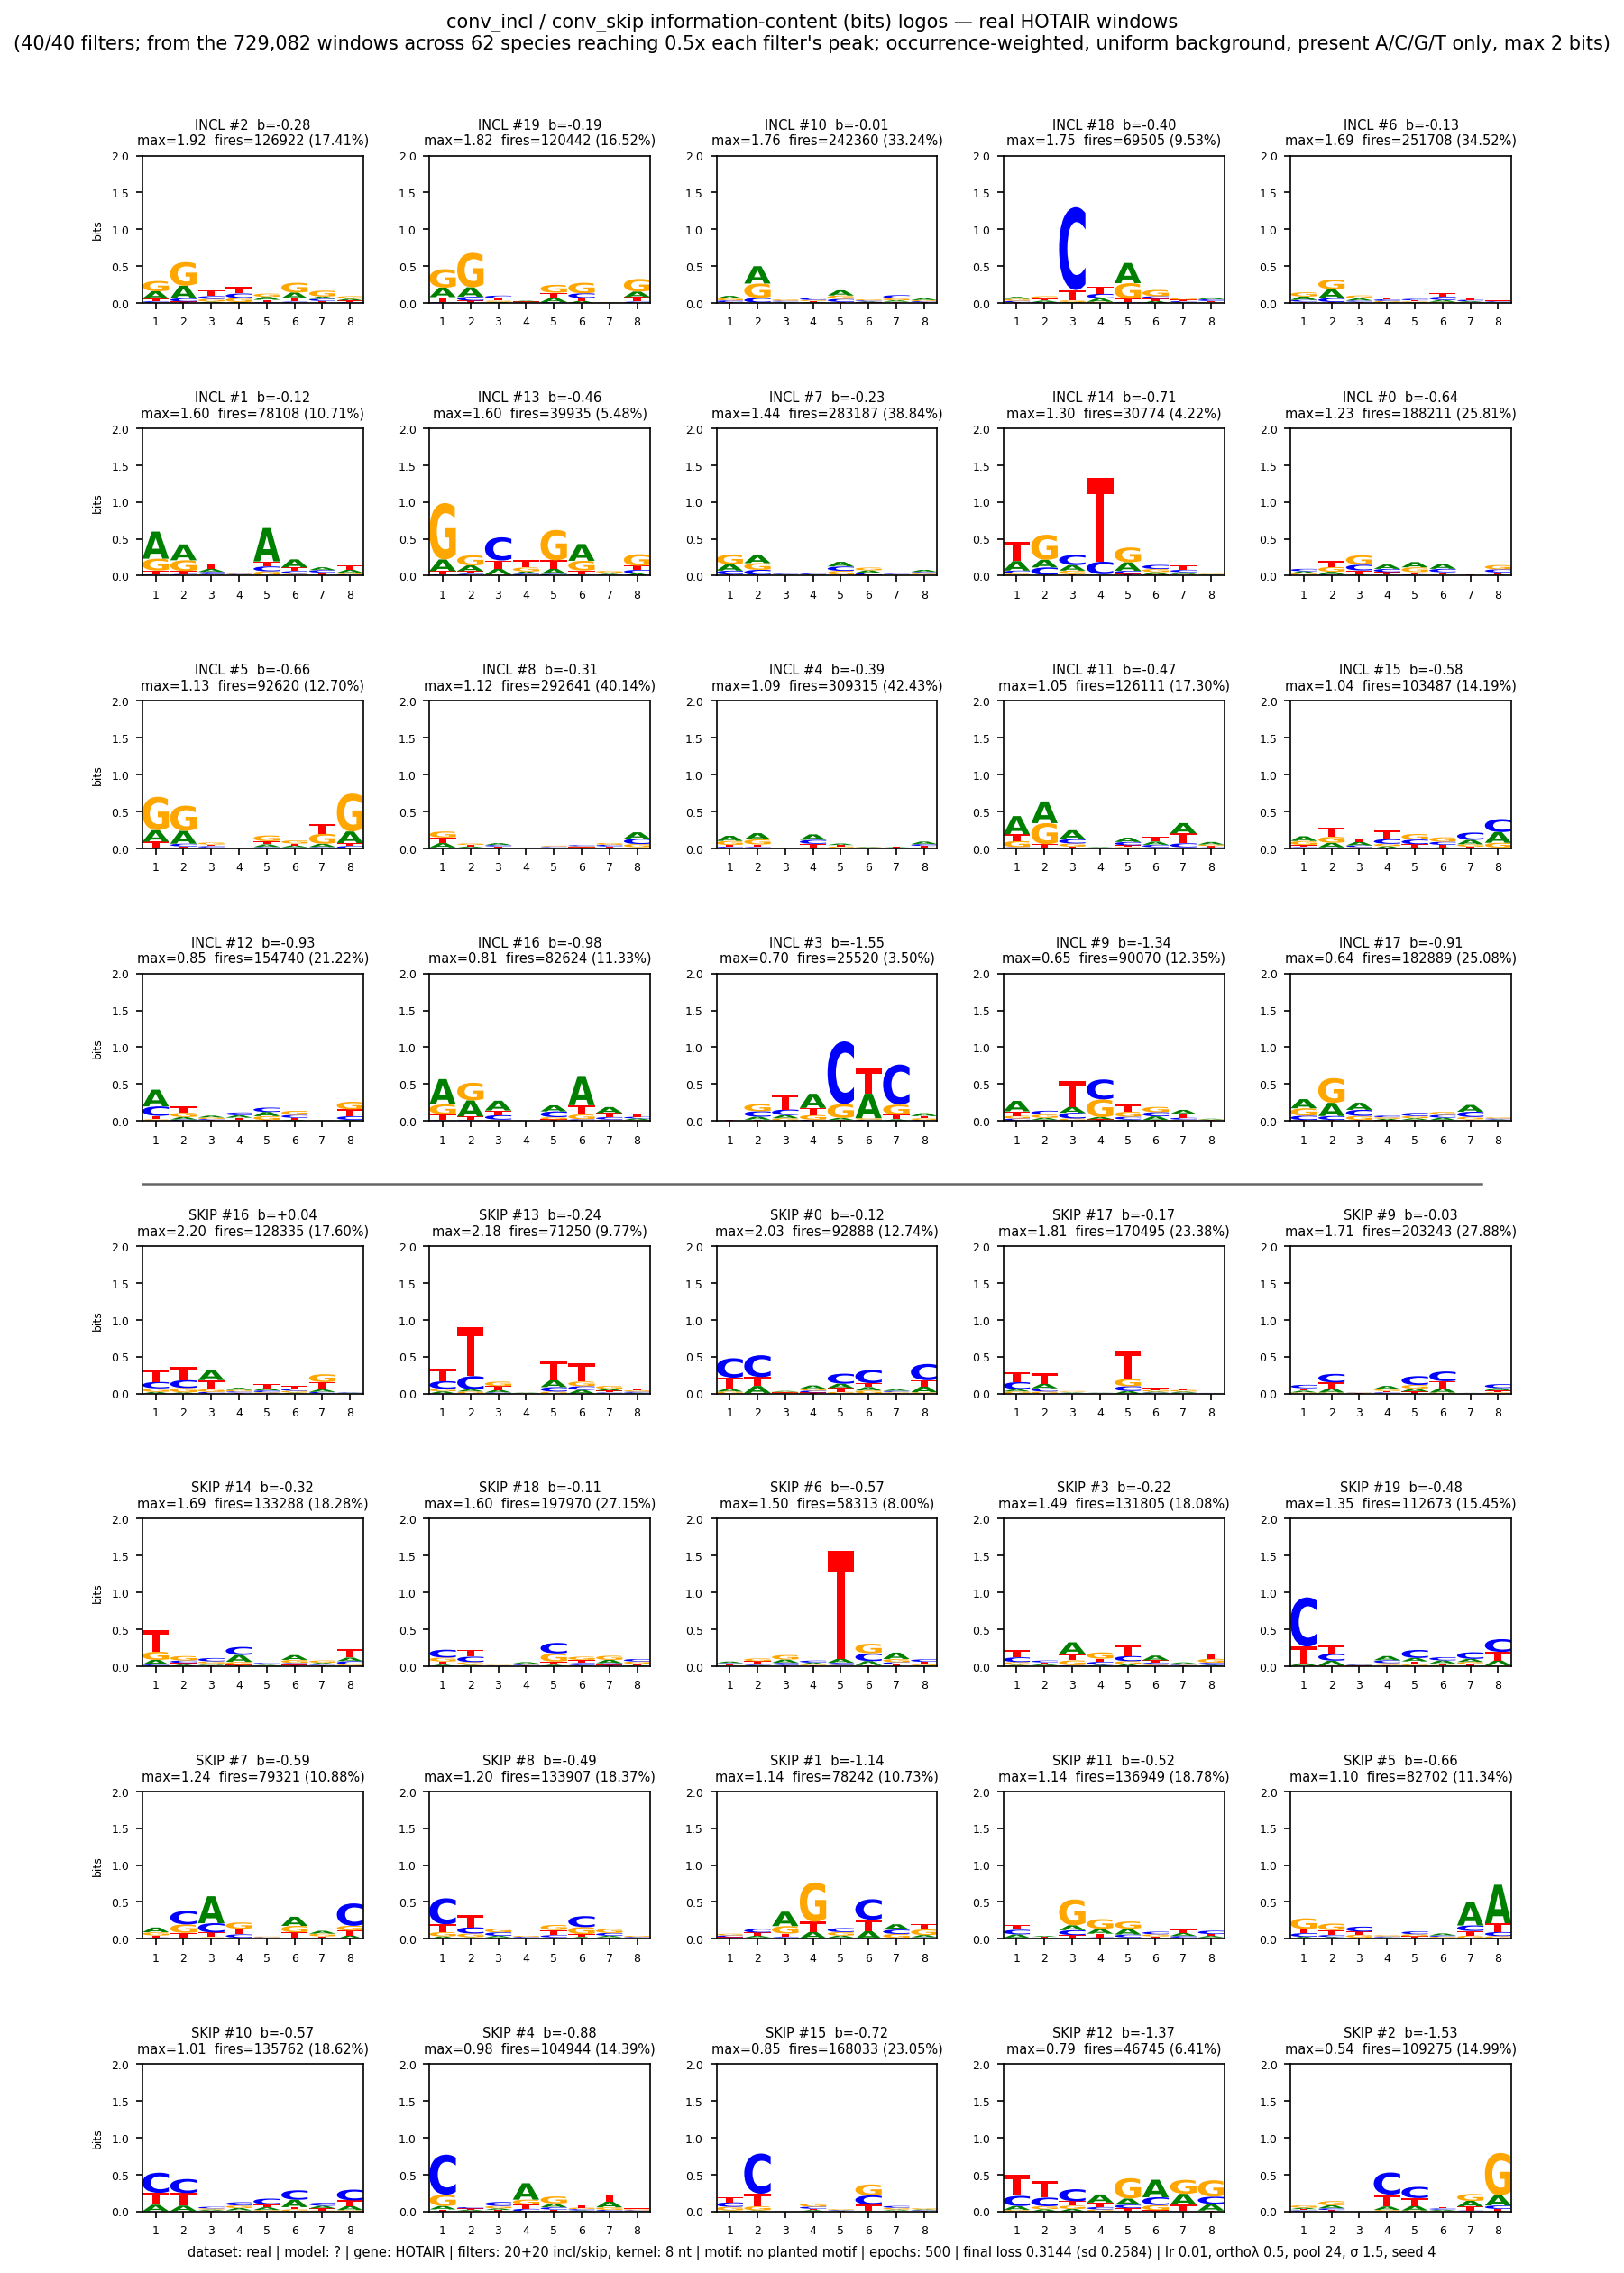 conv_incl / conv_skip information-content (bits) logos — real HOTAIR windows
(40/40 filters; from the 729,082 windows across 62 species reaching 0.5x each filter's peak; occurrence-weighted, uniform background, present A/C/G/T only, max 2 bits)
INCL #2 b=-0.28
max=1.92 fires=126922 (17.41%)
INCL #19 b=-0.19
max=1.82 fires=120442 (16.52%)
INCL #10 b=-0.01
max=1.76 fires=242360 (33.24%)
INCL #18 b=-0.40
max=1.75 fires=69505 (9.53%)
INCL #6 b=-0.13
max=1.69 fires=251708 (34.52%)
INCL #1 b=-0.12
max=1.60 fires=78108 (10.71%)
INCL #13 b=-0.46
max=1.60 fires=39935 (5.48%)
INCL #7 b=-0.23
max=1.44 fires=283187 (38.84%)
INCL #14 b=-0.71
max=1.30 fires=30774 (4.22%)
INCL #0 b=-0.64
max=1.23 fires=188211 (25.81%)
INCL #5 b=-0.66
max=1.13 fires=92620 (12.70%)
INCL #8 b=-0.31
max=1.12 fires=292641 (40.14%)
INCL #4 b=-0.39
max=1.09 fires=309315 (42.43%)
INCL #11 b=-0.47
max=1.05 fires=126111 (17.30%)
INCL #15 b=-0.58
max=1.04 fires=103487 (14.19%)
INCL #12 b=-0.93
max=0.85 fires=154740 (21.22%)
INCL #16 b=-0.98
max=0.81 fires=82624 (11.33%)
INCL #3 b=-1.55
max=0.70 fires=25520 (3.50%)
INCL #9 b=-1.34
max=0.65 fires=90070 (12.35%)
INCL #17 b=-0.91
max=0.64 fires=182889 (25.08%)
SKIP #16 b=+0.04
max=2.20 fires=128335 (17.60%)
SKIP #13 b=-0.24
max=2.18 fires=71250 (9.77%)
SKIP #0 b=-0.12
max=2.03 fires=92888 (12.74%)
SKIP #17 b=-0.17
max=1.81 fires=170495 (23.38%)
SKIP #9 b=-0.03
max=1.71 fires=203243 (27.88%)
SKIP #14 b=-0.32
max=1.69 fires=133288 (18.28%)
SKIP #18 b=-0.11
max=1.60 fires=197970 (27.15%)
SKIP #6 b=-0.57
max=1.50 fires=58313 (8.00%)
SKIP #3 b=-0.22
max=1.49 fires=131805 (18.08%)
SKIP #19 b=-0.48
max=1.35 fires=112673 (15.45%)
SKIP #7 b=-0.59
max=1.24 fires=79321 (10.88%)
SKIP #8 b=-0.49
max=1.20 fires=133907 (18.37%)
SKIP #1 b=-1.14
max=1.14 fires=78242 (10.73%)
SKIP #11 b=-0.52
max=1.14 fires=136949 (18.78%)
SKIP #5 b=-0.66
max=1.10 fires=82702 (11.34%)
SKIP #10 b=-0.57
max=1.01 fires=135762 (18.62%)
SKIP #4 b=-0.88
max=0.98 fires=104944 (14.39%)
SKIP #15 b=-0.72
max=0.85 fires=168033 (23.05%)
SKIP #12 b=-1.37
max=0.79 fires=46745 (6.41%)
SKIP #2 b=-1.53
max=0.54 fires=109275 (14.99%)
dataset: real | model: ? | gene: HOTAIR | filters: 20+20 incl/skip, kernel: 8 nt | motif: no planted motif | epochs: 500 | final loss 0.3144 (sd 0.2584) | lr 0.01, orthoλ 0.5, pool 24, σ 1.5, seed 4